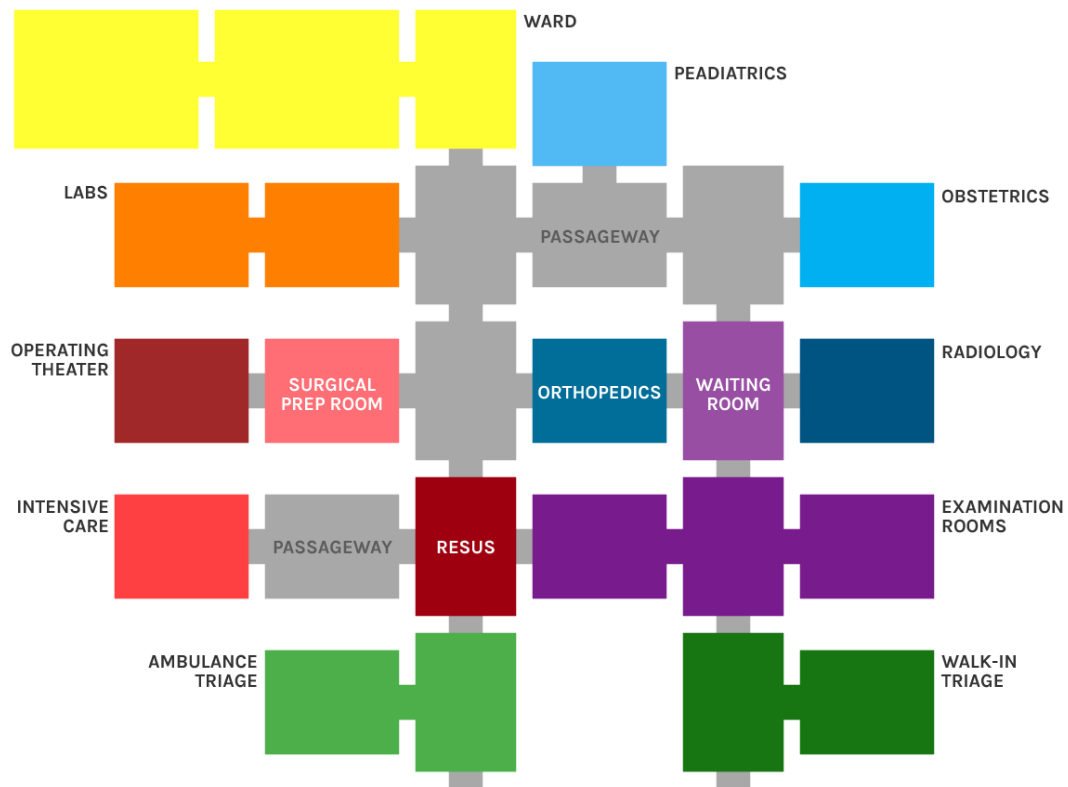 WARD
PEADIATRICS
LABS
PASSAGEWAY
OBSTETRICS
OPERATING
THEATER
SURGICAL
PREP ROOM
ORTHOPEDICS
WAITING
ROOM
RADIOLOGY
INTENSIVE
CARE
PASSAGEWAY
RESUS
EXAMINATION
ROOMS
AMBULANCE
TRIAGE
WALK-IN
TRIAGE